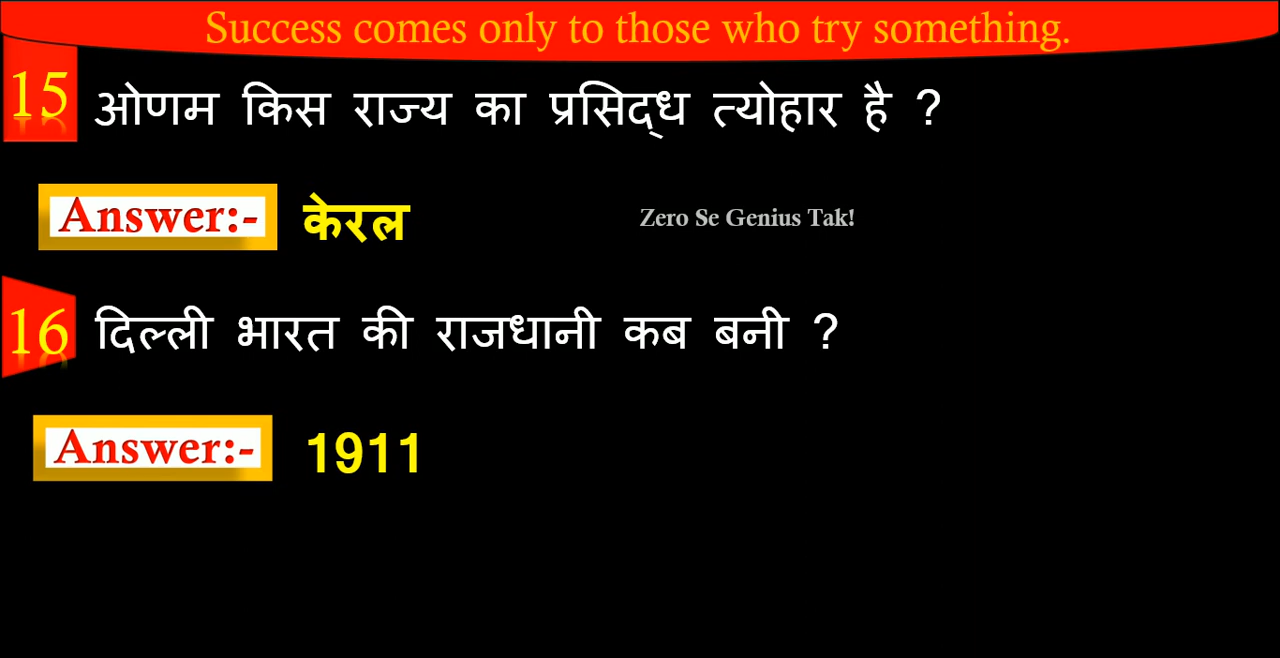 Success comes only to those who try something.
15 ओणम किस राज्य का प्रसिद्ध त्योहार है ?
Answer:- केरल
Zero Se Genius Tak!
16 दिल्ली भारत की राजधानी कब बनी ?
Answer:- 1911